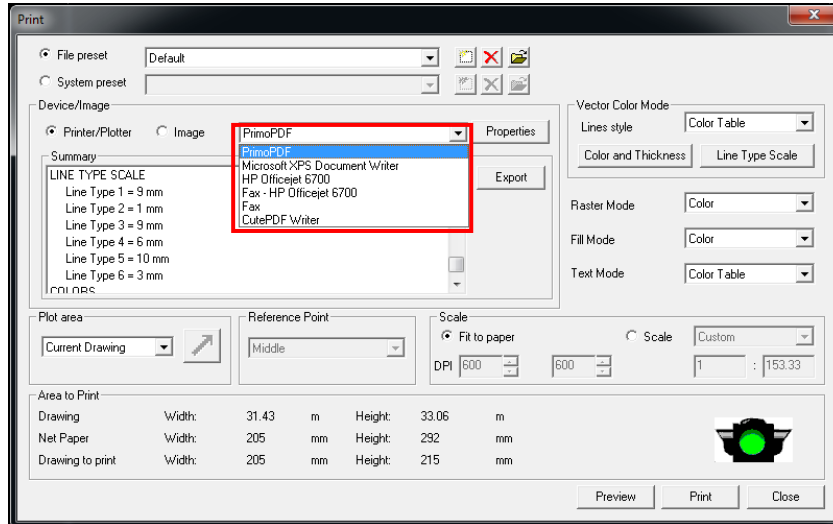 Print
File preset Default
System preset
Device/Image
Printer/Plotter Image PrimoPDF Properties
PrimoPDF
Microsoft XPS Document Writer
HP Officejet 6700
Fax - HP Officejet 6700
Fax
CutePDF Writer
Summary
LINE TYPE SCALE
Line Type 1 = 9 mm
Line Type 2 = 1 mm
Line Type 3 = 9 mm
Line Type 4 = 6 mm
Line Type 5 = 10 mm
Line Type 6 = 3 mm
COLORS
Export
Vector Color Mode
Lines style Color Table
Color and Thickness Line Type Scale
Raster Mode Color
Fill Mode Color
Text Mode Color Table
Plot area
Current Drawing
Reference Point
Middle
Scale
Fit to paper Scale Custom
DPI 600 600 1 : 153.33
Area to Print
Drawing Width: 31.43 m Height: 33.06 m
Net Paper Width: 205 mm Height: 292 mm
Drawing to print Width: 205 mm Height: 215 mm
Preview Print Close